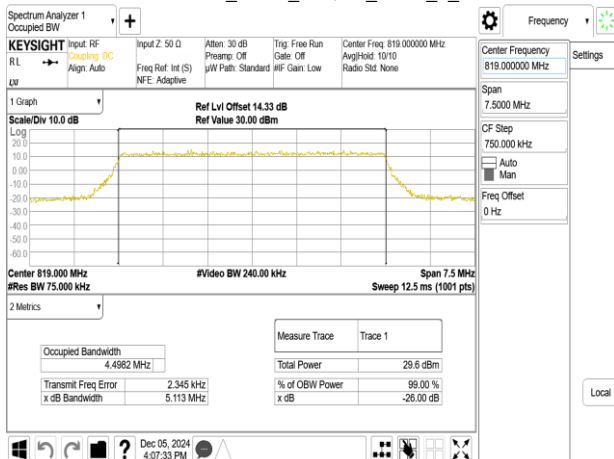 Spectrum Analyzer 1
Occupied BW
Frequency
KEYSIGHT
RL
Input: RF
Coupling: DC
Align: Auto
Input Z: 50 Ω
Freq Ref: Int (S)
NFE: Adaptive
Atten: 30 dB
Preamp: Off
µW Path: Standard
Trig: Free Run
Gate: Off
#IF Gain: Low
Center Freq: 819.000000 MHz
Avg|Hold: 10/10
Radio Std: None
Center Frequency
819.000000 MHz
Settings
Span
7.5000 MHz
CF Step
750.000 kHz
Auto
Man
Freq Offset
0 Hz
Local
1 Graph
Scale/Div 10.0 dB
Ref Lvl Offset 14.33 dB
Ref Value 30.00 dBm
Log
20.0
10.0
0.00
-10.0
-20.0
-30.0
-40.0
-50.0
-60.0
Center 819.000 MHz
#Video BW 240.00 kHz
Span 7.5 MHz
#Res BW 75.000 kHz
Sweep 12.5 ms (1001 pts)
2 Metrics
Measure Trace Trace 1
Occupied Bandwidth
4.4982 MHz
Total Power 29.6 dBm
Transmit Freq Error 2.345 kHz
% of OBW Power 99.00 %
x dB Bandwidth 5.113 MHz
x dB -26.00 dB
?
Dec 05, 2024
4:07:33 PM